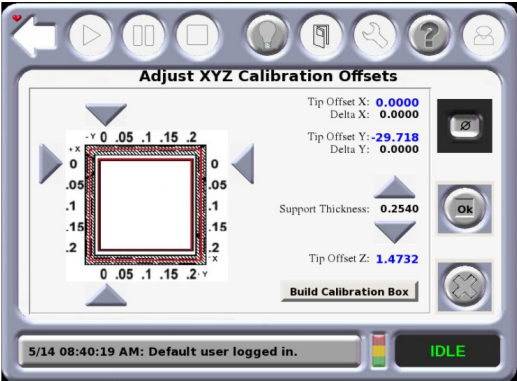 Adjust XYZ Calibration Offsets
Tip Offset X: 0.0000
Delta X: 0.0000
Tip Offset Y:-29.718
Delta Y: 0.0000
- Y 0 .05 .1 .15 .2
+ X
0 0
.05 .05
.1 .1
.15 .15
.2 .2
- X
0 .05 .1 .15 .2 - Y
Support Thickness: 0.2540
Tip Offset Z: 1.4732
Build Calibration Box
Ok
5/14 08:40:19 AM: Default user logged in.
IDLE